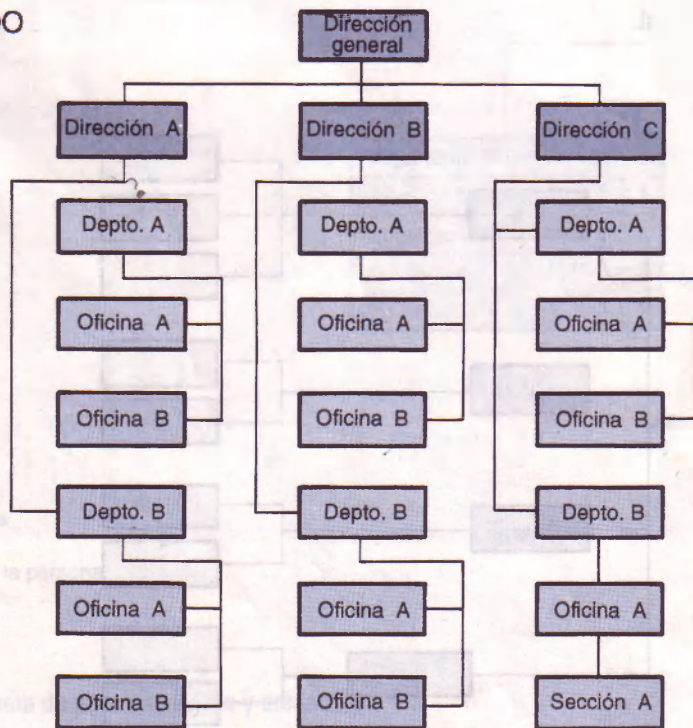 Dirección
general
Dirección A
Dirección B
Dirección C
Depto. A
Depto. A
Depto. A
Oficina A
Oficina A
Oficina A
Oficina B
Oficina B
Oficina B
Depto. B
Depto. B
Depto. B
Oficina A
Oficina A
Oficina A
Oficina B
Oficina B
Sección A